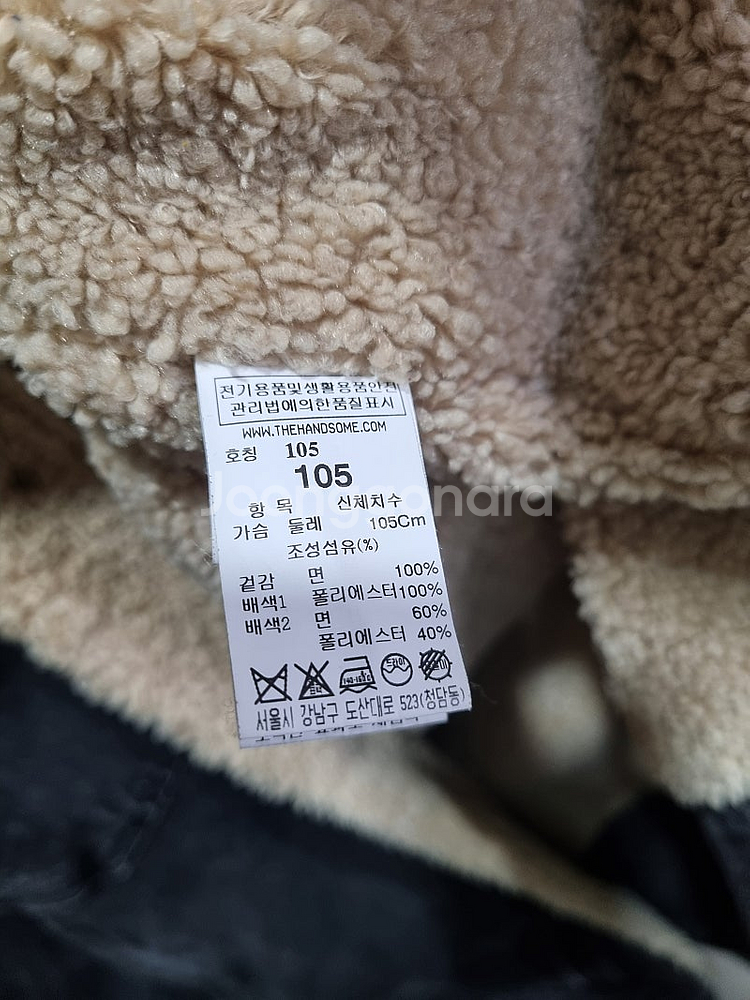 전기용품및생활용품안전
관리법에의한품질표시
WWW.THEHANDSOME.COM
호칭 105
105
Joonggonara
항 목 신체치수
가슴 둘레 105Cm
조성섬유(%)
겉감 면 100%
배색1 폴리에스터100%
배색2 면 60%
폴리에스터 40%
드라이
서울시 강남구 도산대로 523(청담동)